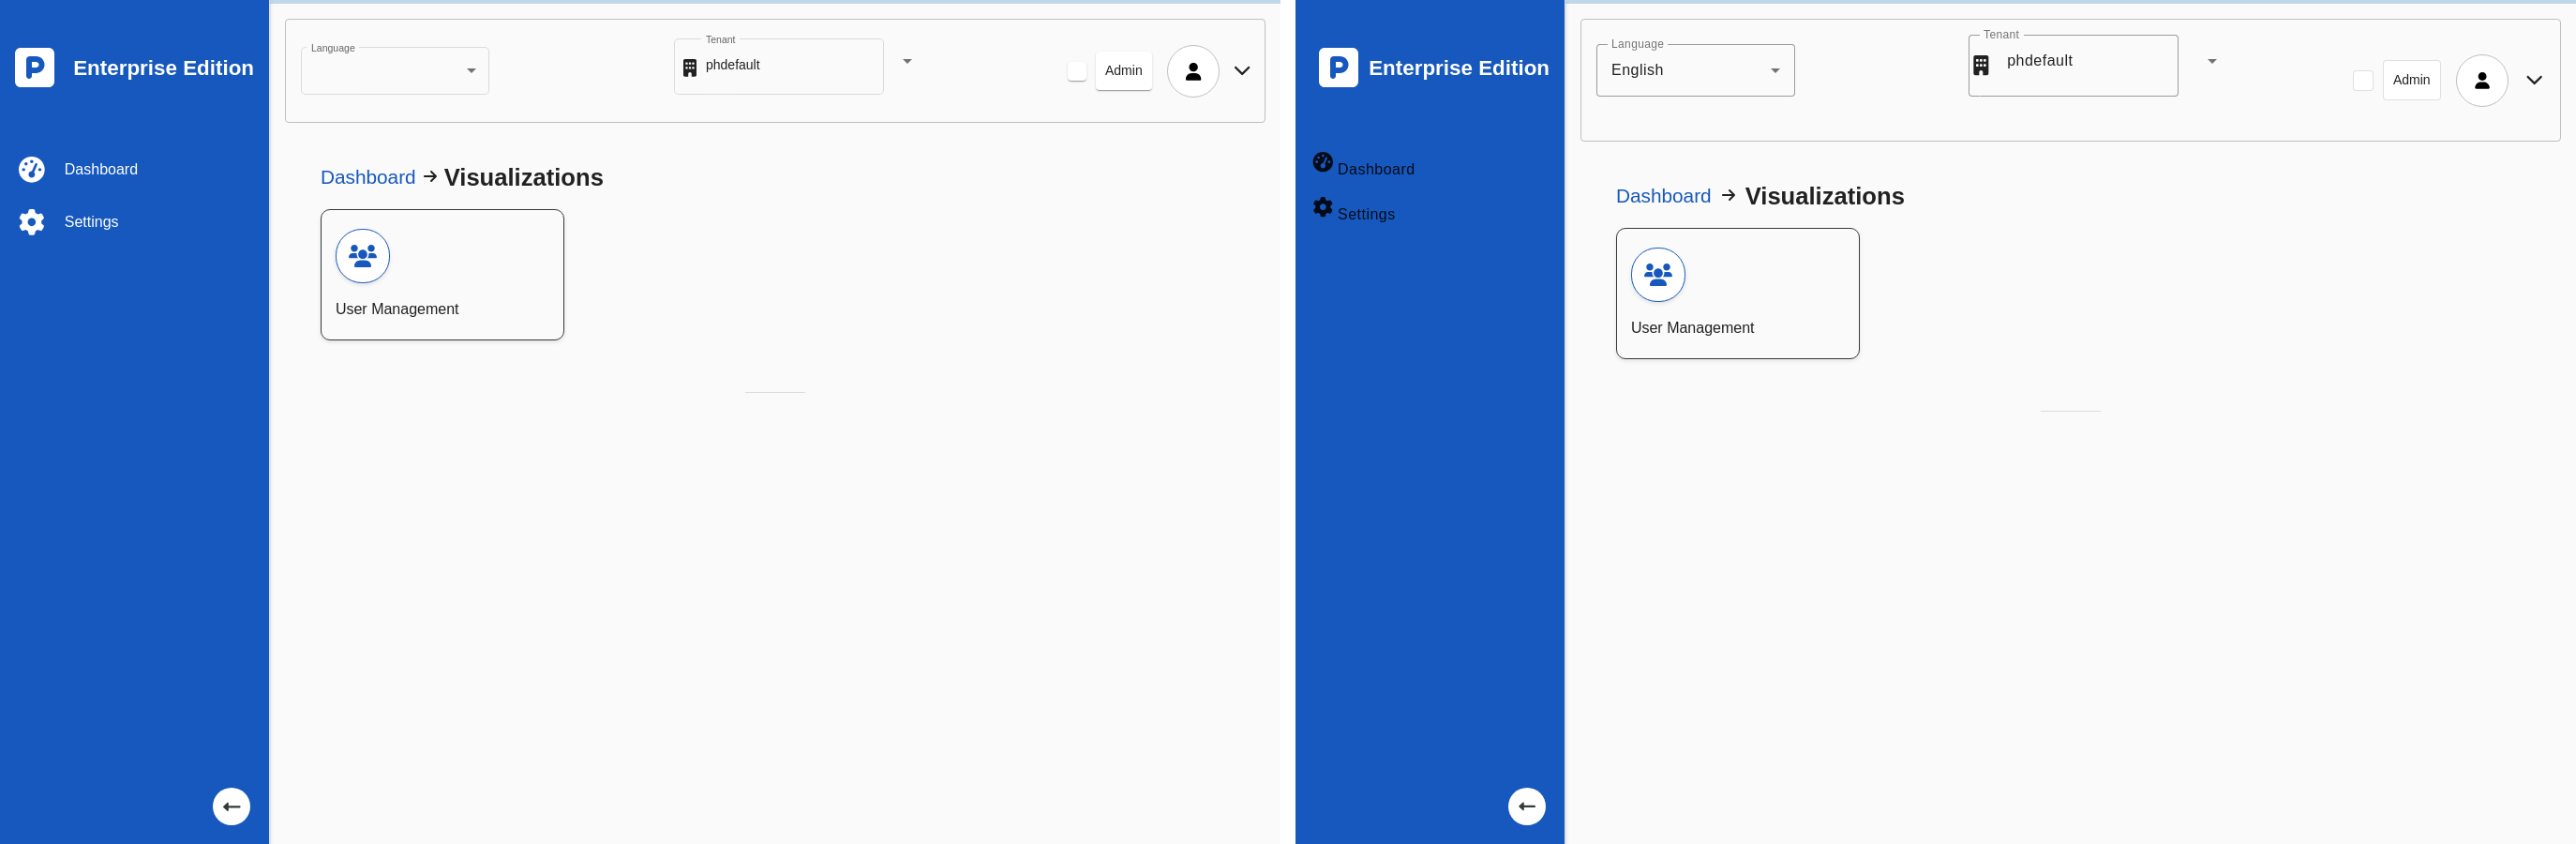 Enterprise Edition
Dashboard
Settings
Language
Tenant
phdefault
Admin
Dashboard → Visualizations
User Management
Enterprise Edition
Dashboard
Settings
Language
English
Tenant
phdefault
Admin
Dashboard → Visualizations
User Management